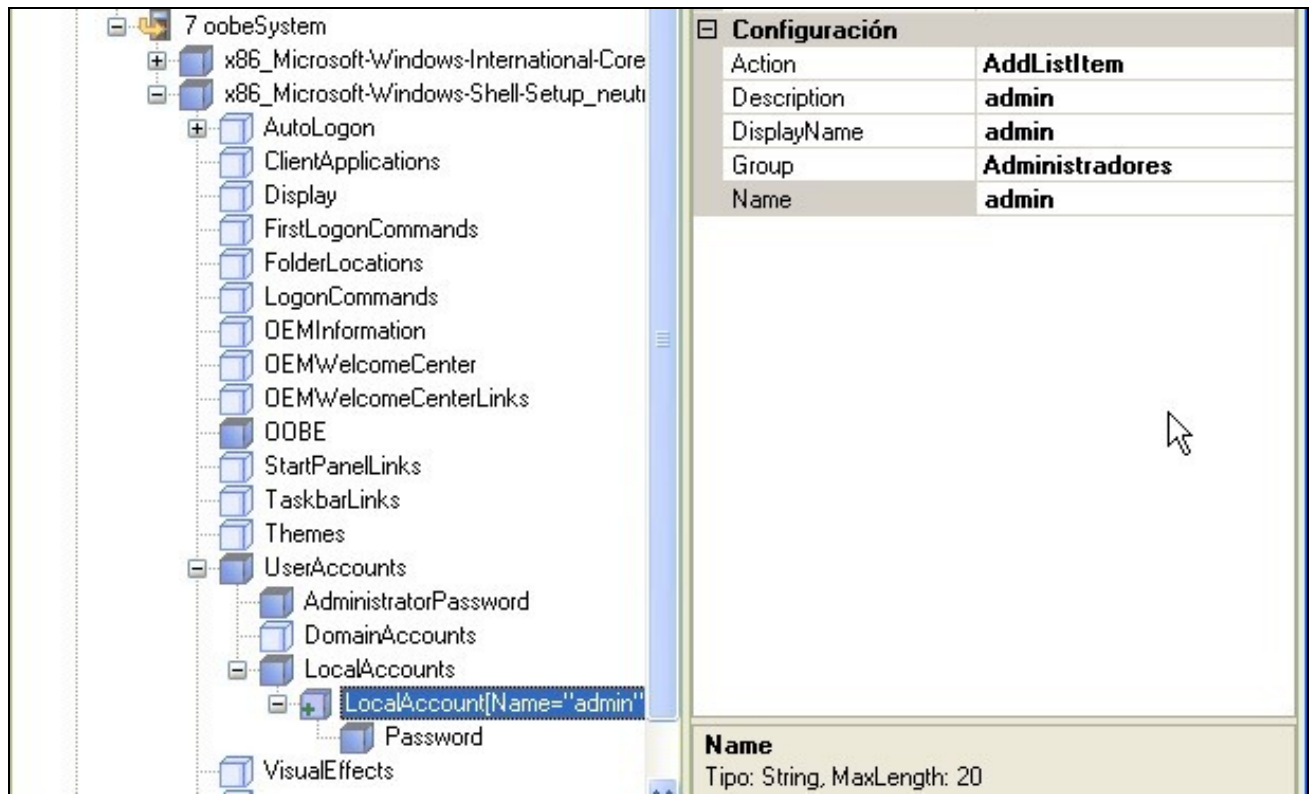 7 oobeSystem
x86_Microsoft-Windows-International-Core
x86_Microsoft-Windows-Shell-Setup_neutr
AutoLogon
ClientApplications
Display
FirstLogonCommands
FolderLocations
LogonCommands
OEMInformation
OEMWelcomeCenter
OEMWelcomeCenterLinks
OOBE
StartPanelLinks
TaskbarLinks
Themes
UserAccounts
AdministratorPassword
DomainAccounts
LocalAccounts
LocalAccount[Name="admin"
Password
VisualEffects
Configuración
Action AddListItem
Description admin
DisplayName admin
Group Administradores
Name admin
Name
Tipo: String, MaxLength: 20